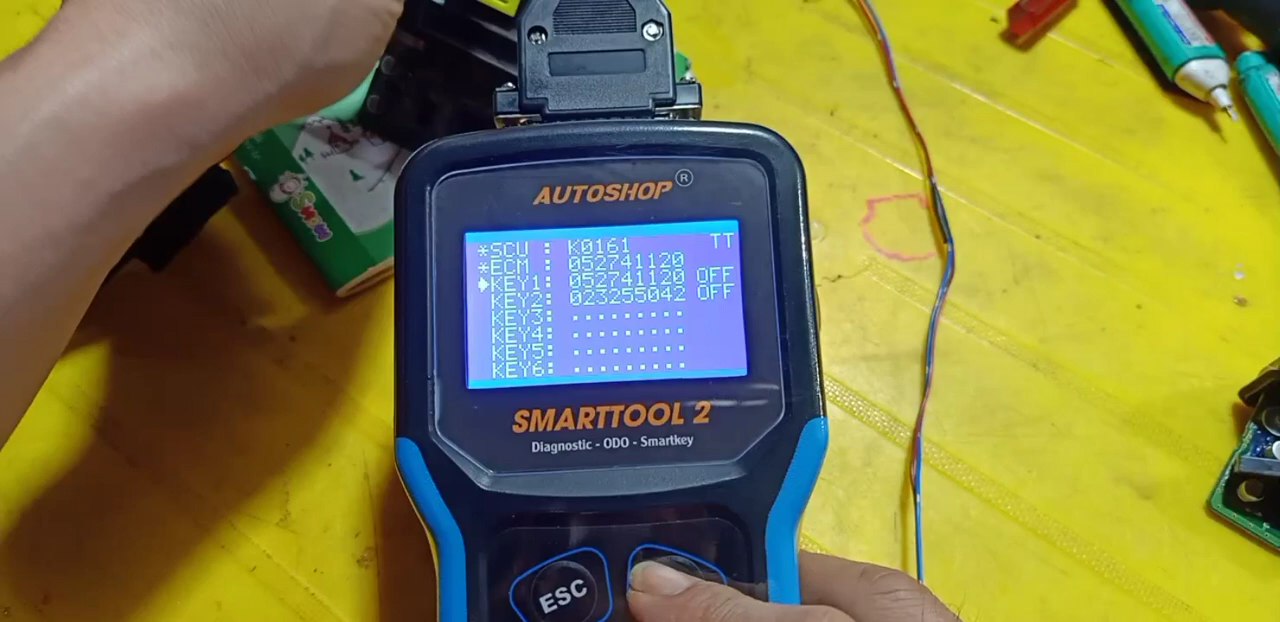 AUTOSHOP ®
*SCU : K0161 TT
*ECM : 052741120
KEY1: 052741120 OFF
KEY2: 023255042 OFF
KEY3: .........
KEY4: .........
KEY5: .........
KEY6: .........
SMARTTOOL 2
Diagnostic - ODO - Smartkey
ESC